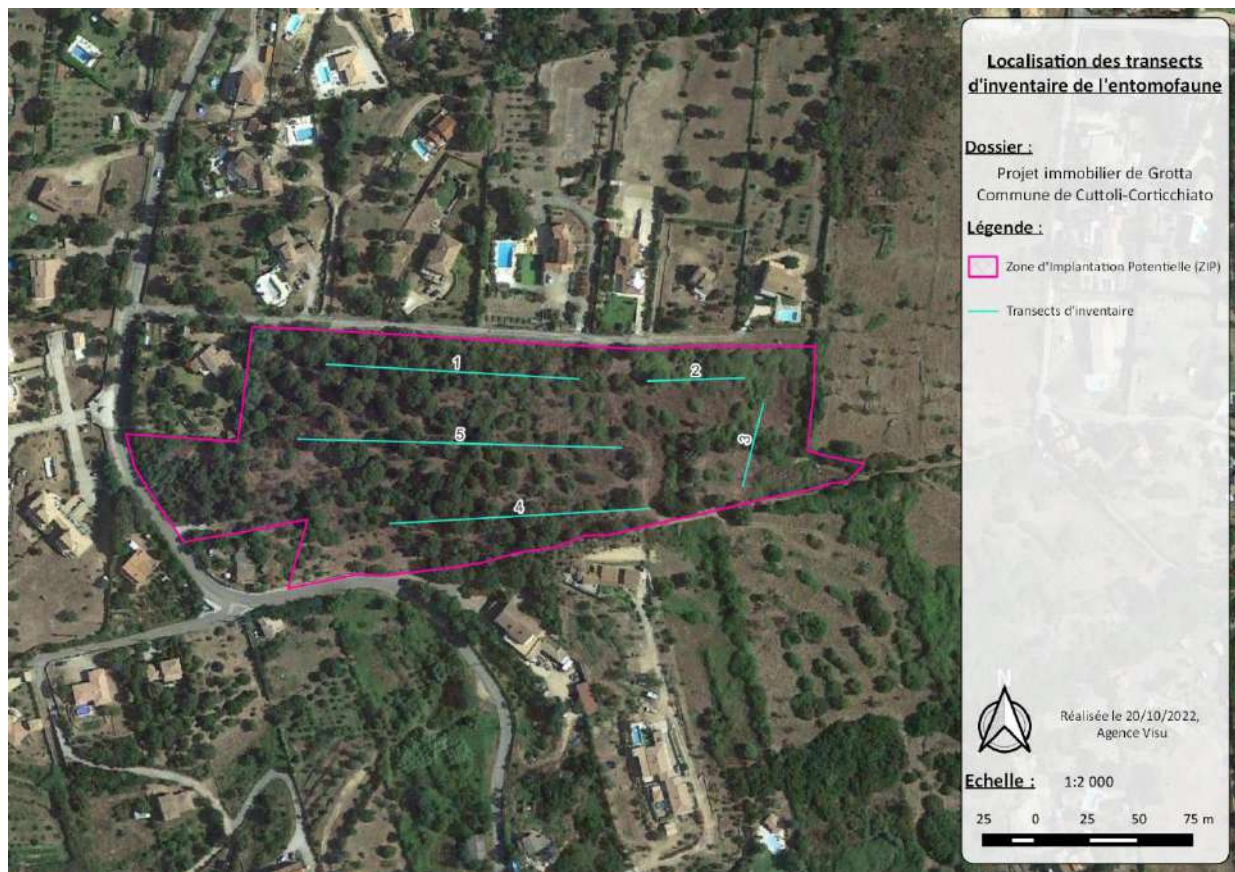 Localisation des transects
d'inventaire de l'entomofaune
Dossier :
Projet immobilier de Grotta
Commune de Cuttoli-Corticchiato
Légende :
Zone d'Implantation Potentielle (ZIP)
Transects d'inventaire
1
2
3
5
4
N
Réalisée le 20/10/2022,
Agence Visu
Echelle : 1:2 000
25 0 25 50 75 m